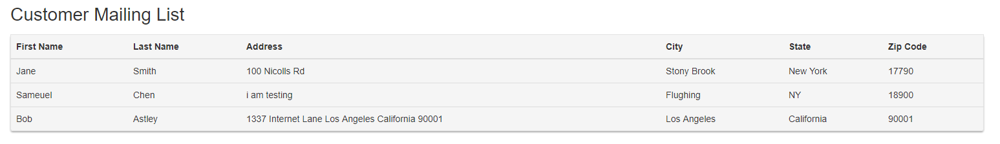 Customer Mailing List
First Name Last Name Address City State Zip Code
Jane Smith 100 Nicolls Rd Stony Brook New York 17790
Sameuel Chen i am testing Flughing NY 18900
Bob Astley 1337 Internet Lane Los Angeles California 90001 Los Angeles California 90001